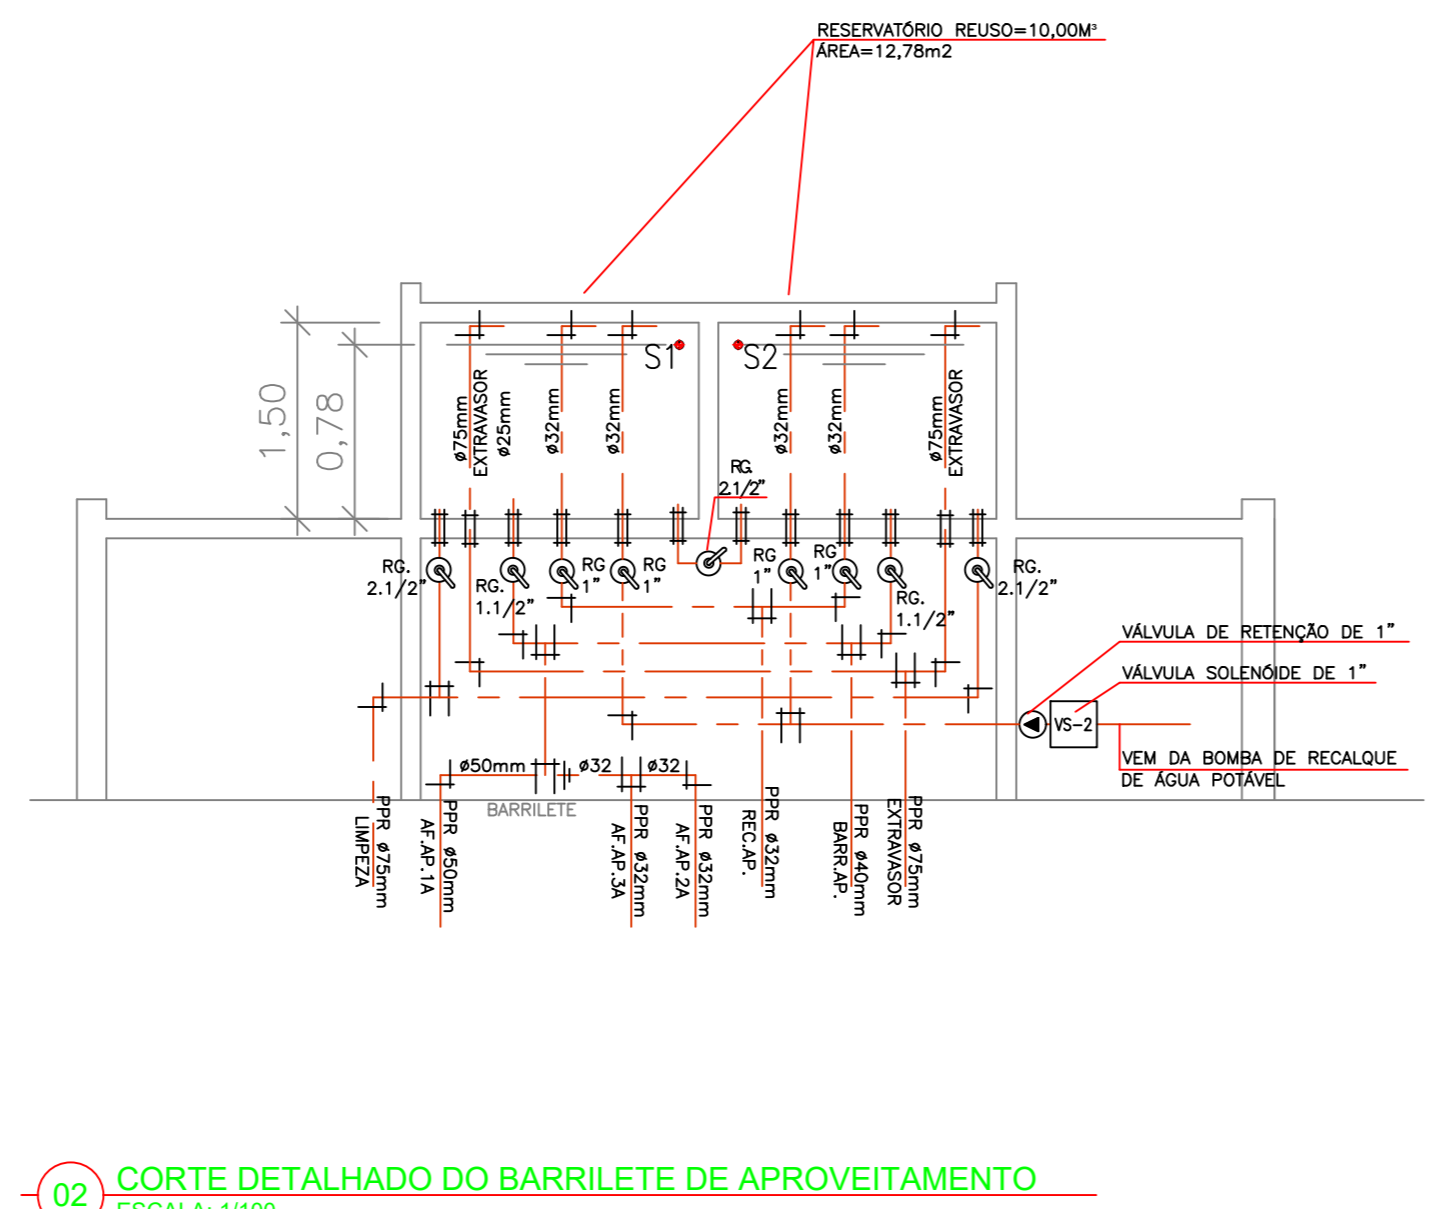 RESERVATÓRIO REUSO=10,00M³
ÁREA=12,78m2
1,50
0,78
S1
S2
ø75mm
EXTRAVASOR
ø25mm
ø32mm
ø32mm
ø32mm
ø32mm
ø75mm
EXTRAVASOR
RG.
2.1/2"
RG.
2.1/2"
RG.
1.1/2"
RG
1"
RG
1"
RG
1"
RG
1"
RG.
1.1/2"
RG.
2.1/2"
VÁLVULA DE RETENÇÃO DE 1"
VÁLVULA SOLENÓIDE DE 1"
VS-2
VEM DA BOMBA DE RECALQUE
DE ÁGUA POTÁVEL
ø50mm
ø32
ø32
BARRILETE
PPR ø75mm
LIMPEZA
PPR ø50mm
AF.AP.1A
PPR ø32mm
AF.AP.3A
PPR ø32mm
AF.AP.2A
PPR ø32mm
REC.AP.
PPR ø40mm
BARR.AP.
PPR ø75mm
EXTRAVASOR
02
CORTE DETALHADO DO BARRILETE DE APROVEITAMENTO
ESCALA: 1/100